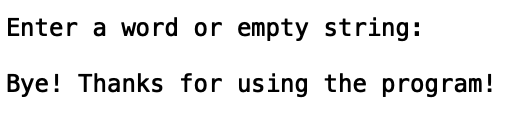 Enter a word or empty string:
Bye! Thanks for using the program!